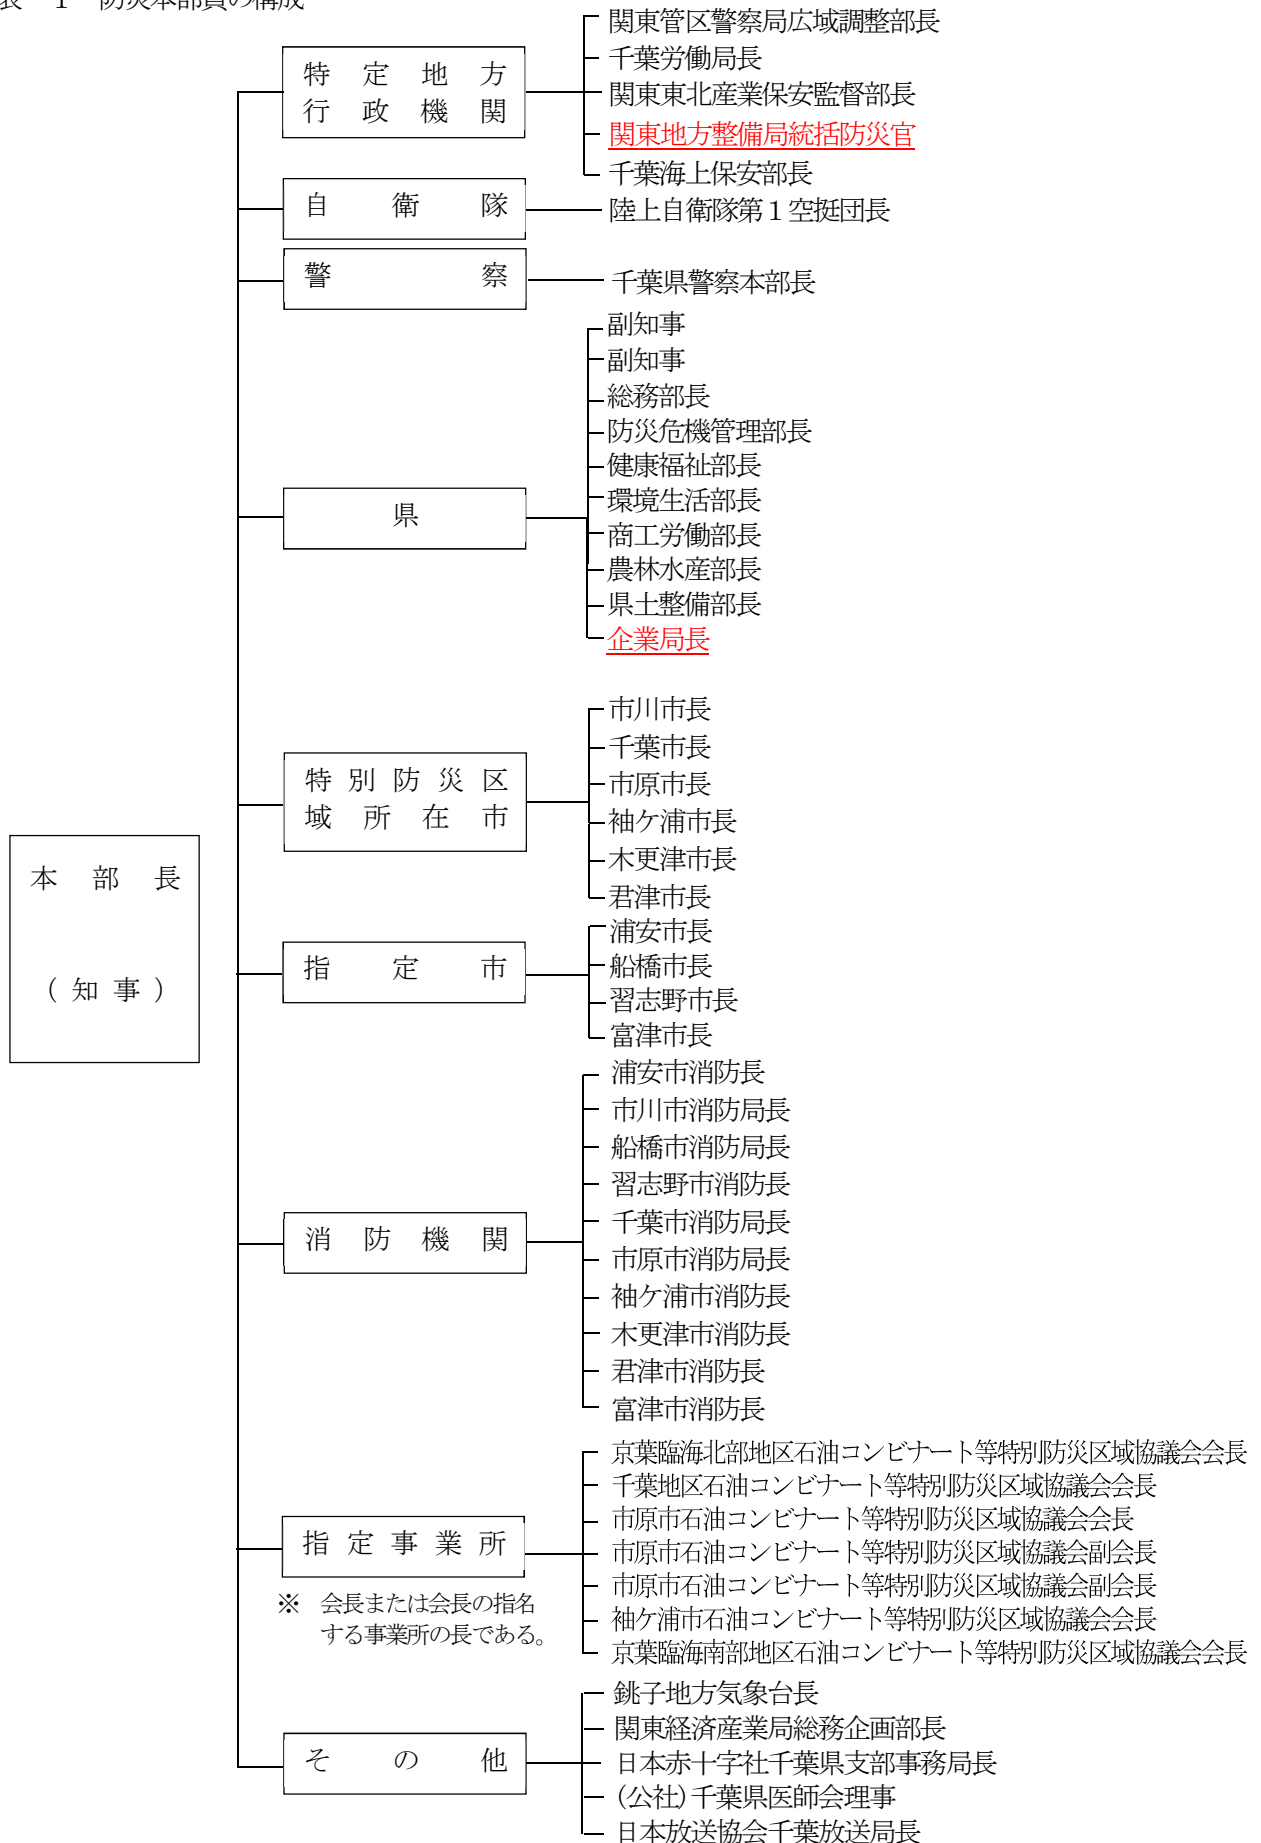 表－1　防災本部員の構成
関東管区警察局広域調整部長
特定地方
行政機関
千葉労働局長
関東東北産業保安監督部長
関東地方整備局統括防災官
千葉海上保安部長
自衛隊
陸上自衛隊第１空挺団長
警察
千葉県警察本部長
県
副知事
副知事
総務部長
防災危機管理部長
健康福祉部長
環境生活部長
商工労働部長
農林水産部長
県土整備部長
企業局長
本部長
（知事）
特別防災区
域所在市
市川市長
千葉市長
市原市長
袖ケ浦市長
木更津市長
君津市長
指定市
浦安市長
船橋市長
習志野市長
富津市長
消防機関
浦安市消防長
市川市消防局長
船橋市消防局長
習志野市消防長
千葉市消防局長
市原市消防局長
袖ケ浦市消防長
木更津市消防長
君津市消防長
富津市消防長
指定事業所
※　会長または会長の指名
する事業所の長である。
京葉臨海北部地区石油コンビナート等特別防災区域協議会会長
千葉地区石油コンビナート等特別防災区域協議会会長
市原市石油コンビナート等特別防災区域協議会会長
市原市石油コンビナート等特別防災区域協議会副会長
市原市石油コンビナート等特別防災区域協議会副会長
袖ケ浦市石油コンビナート等特別防災区域協議会会長
京葉臨海南部地区石油コンビナート等特別防災区域協議会会長
その他
銚子地方気象台長
関東経済産業局総務企画部長
日本赤十字社千葉県支部事務局長
(公社)千葉県医師会理事
日本放送協会千葉放送局長